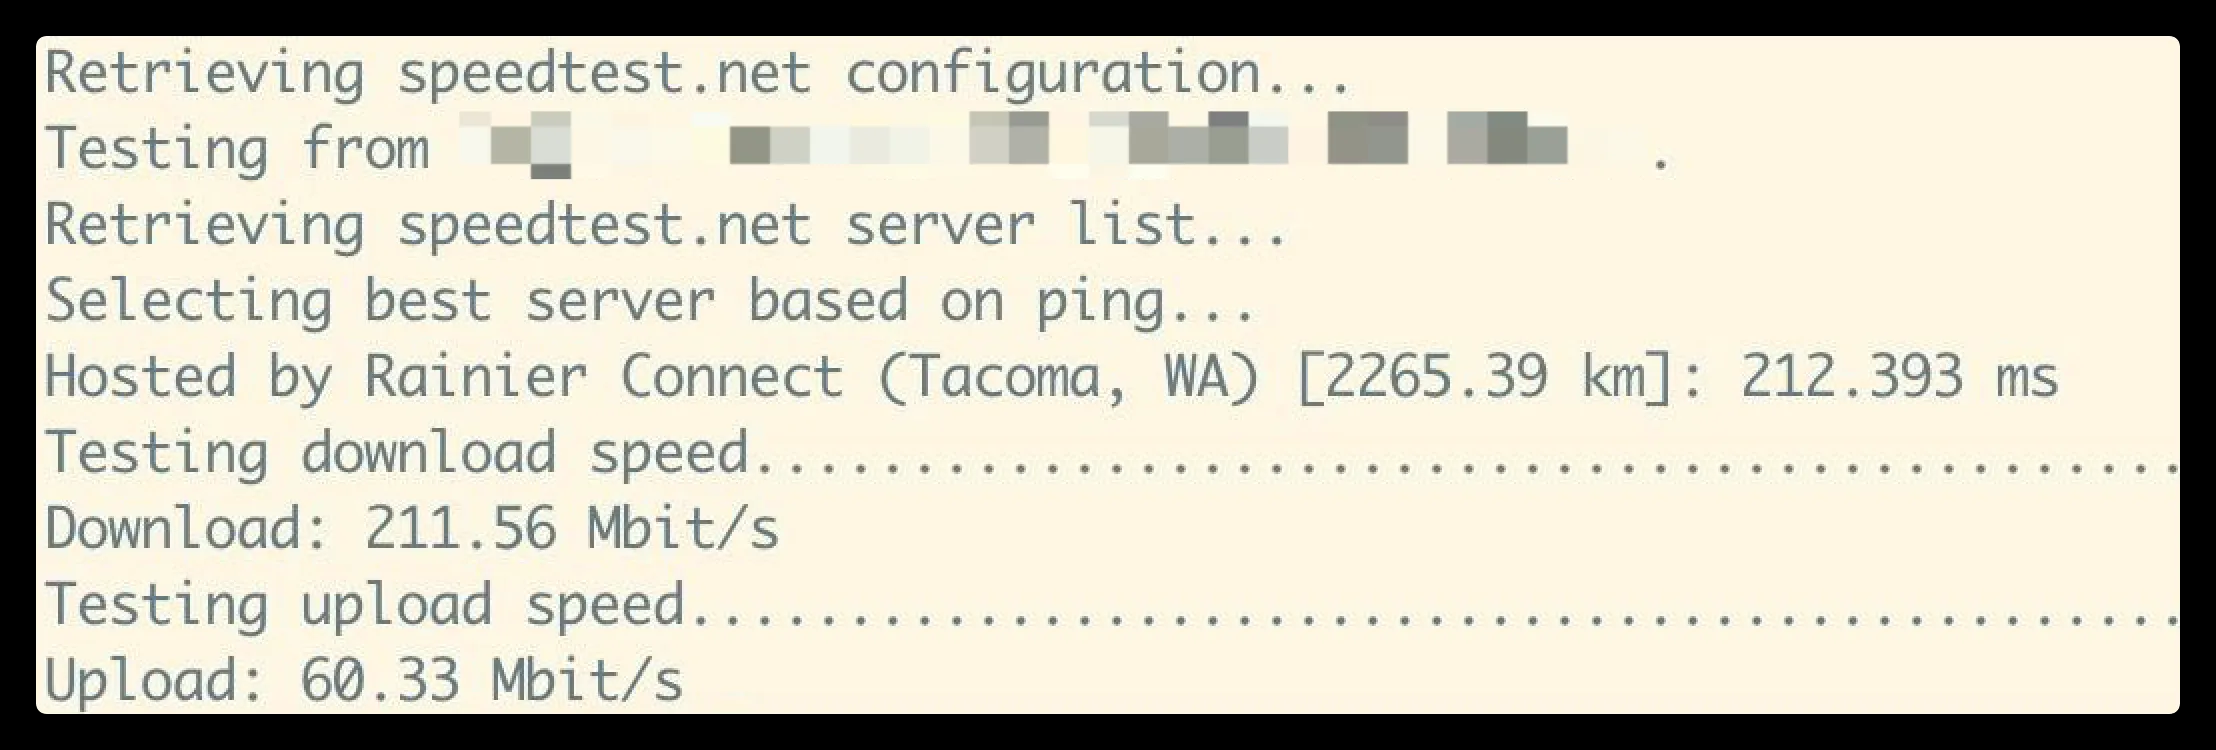 Retrieving speedtest.net configuration...
Testing from .
Retrieving speedtest.net server list...
Selecting best server based on ping...
Hosted by Rainier Connect (Tacoma, WA) [2265.39 km]: 212.393 ms
Testing download speed.............................................
Download: 211.56 Mbit/s
Testing upload speed...............................................
Upload: 60.33 Mbit/s